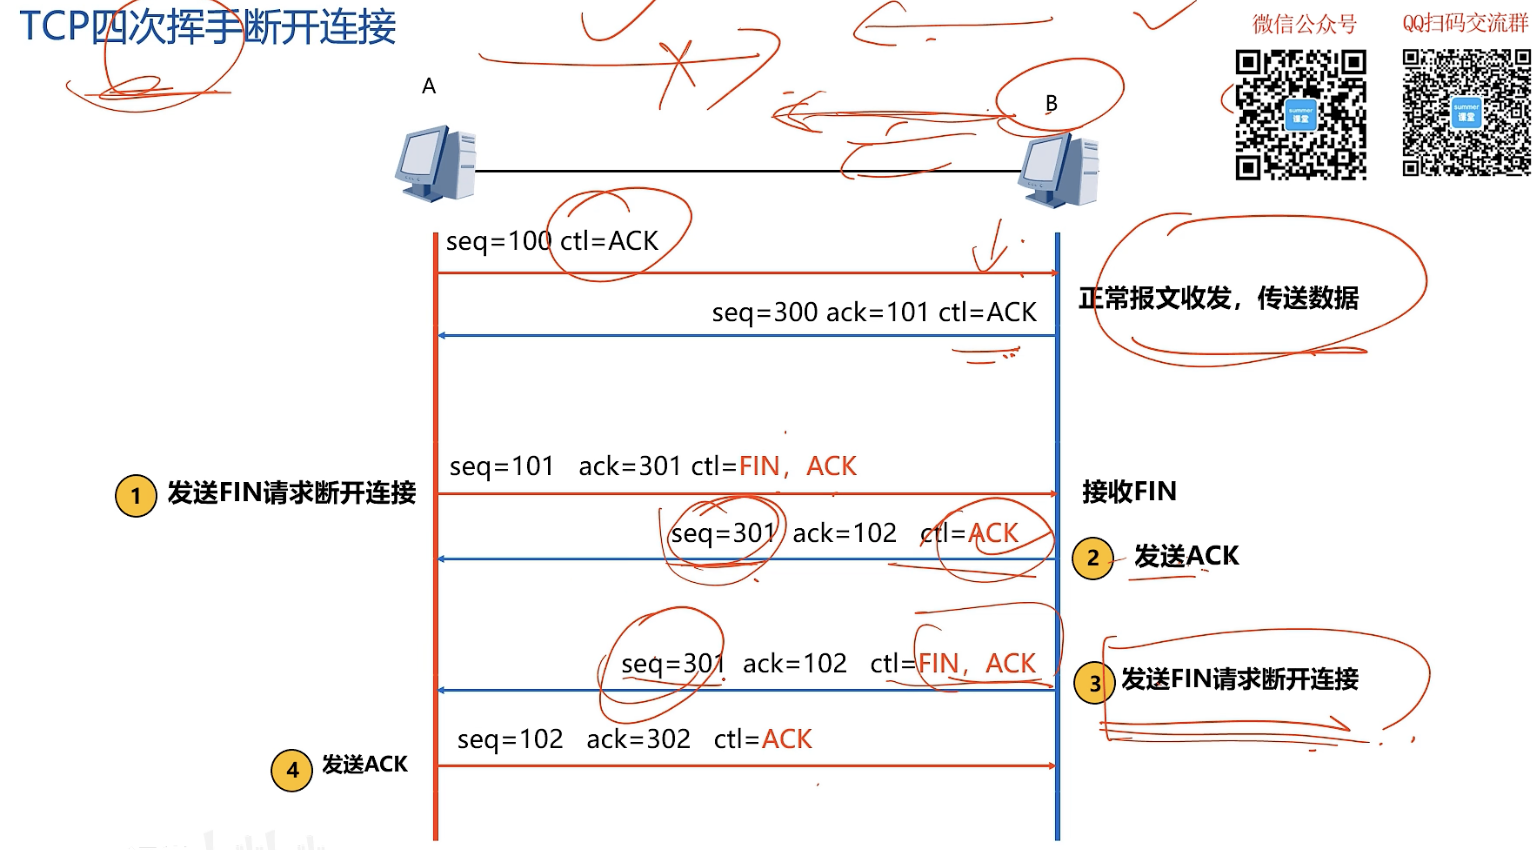 TCP四次挥手断开连接
微信公众号
QQ扫码交流群
A
B
summer
课堂
summer
课堂
seq=100 ctl=ACK
正常报文收发，传送数据
seq=300 ack=101 ctl=ACK
seq=101 ack=301 ctl=FIN，ACK
1 发送FIN请求断开连接
接收FIN
seq=301 ack=102 ctl=ACK
2 发送ACK
seq=301 ack=102 ctl=FIN，ACK
3 发送FIN请求断开连接
seq=102 ack=302 ctl=ACK
4 发送ACK